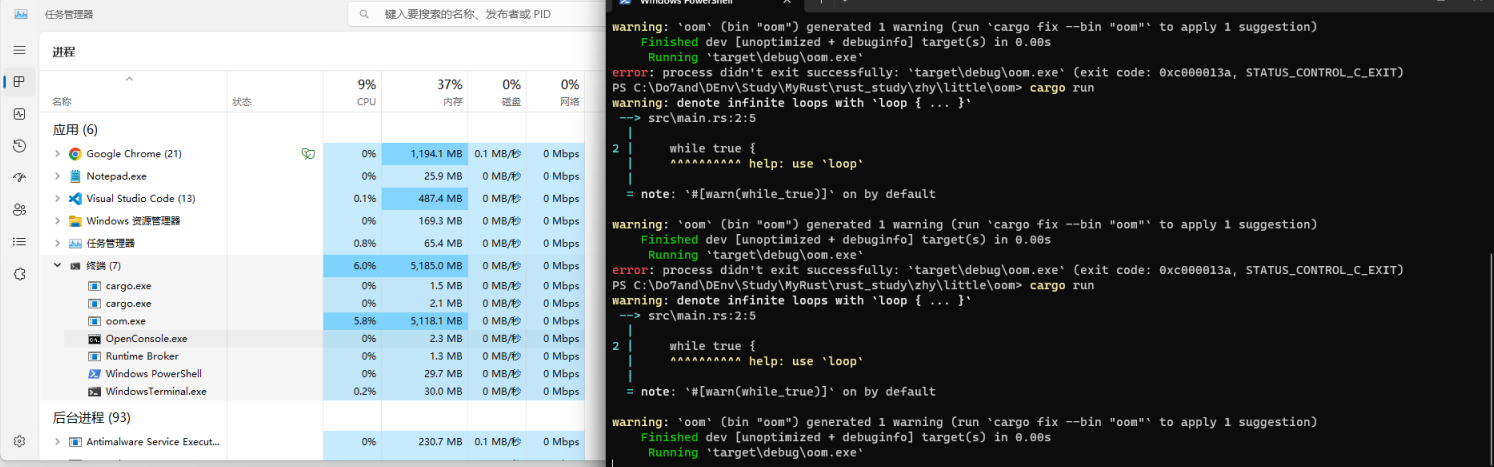 任务管理器
键入要搜索的名称、发布者或 PID
进程
9% 37% 0% 0%
名称 状态 CPU 内存 磁盘 网络
应用 (6)
Google Chrome (21) 0% 1,194.1 MB 0.1 MB/秒 0 Mbps
Notepad.exe 0% 25.9 MB 0 MB/秒 0 Mbps
Visual Studio Code (13) 0.1% 487.4 MB 0 MB/秒 0 Mbps
Windows 资源管理器 0% 169.3 MB 0 MB/秒 0 Mbps
任务管理器 0.8% 65.4 MB 0 MB/秒 0 Mbps
终端 (7) 6.0% 5,185.0 MB 0 MB/秒 0 Mbps
cargo.exe 0% 1.5 MB 0 MB/秒 0 Mbps
cargo.exe 0% 2.1 MB 0 MB/秒 0 Mbps
oom.exe 5.8% 5,118.1 MB 0 MB/秒 0 Mbps
OpenConsole.exe 0% 2.3 MB 0 MB/秒 0 Mbps
Runtime Broker 0% 1.3 MB 0 MB/秒 0 Mbps
Windows PowerShell 0% 29.7 MB 0 MB/秒 0 Mbps
WindowsTerminal.exe 0.2% 30.0 MB 0 MB/秒 0 Mbps
后台进程 (93)
Antimalware Service Execut... 0% 230.7 MB 0.1 MB/秒 0 Mbps
Windows PowerShell
warning: `oom` (bin "oom") generated 1 warning (run `cargo fix --bin "oom"` to apply 1 suggestion)
Finished dev [unoptimized + debuginfo] target(s) in 0.00s
Running `target\debug\oom.exe`
error: process didn't exit successfully: `target\debug\oom.exe` (exit code: 0xc000013a, STATUS_CONTROL_C_EXIT)
PS C:\Do7and\DEnv\Study\MyRust\rust_study\zhy\little\oom> cargo run
warning: denote infinite loops with `loop { ... }`
--> src\main.rs:2:5
|
2 | while true {
| ^^^^^^^^^^ help: use `loop`
|
= note: `#[warn(while_true)]` on by default
warning: `oom` (bin "oom") generated 1 warning (run `cargo fix --bin "oom"` to apply 1 suggestion)
Finished dev [unoptimized + debuginfo] target(s) in 0.00s
Running `target\debug\oom.exe`
error: process didn't exit successfully: `target\debug\oom.exe` (exit code: 0xc000013a, STATUS_CONTROL_C_EXIT)
PS C:\Do7and\DEnv\Study\MyRust\rust_study\zhy\little\oom> cargo run
warning: denote infinite loops with `loop { ... }`
--> src\main.rs:2:5
|
2 | while true {
| ^^^^^^^^^^ help: use `loop`
|
= note: `#[warn(while_true)]` on by default
warning: `oom` (bin "oom") generated 1 warning (run `cargo fix --bin "oom"` to apply 1 suggestion)
Finished dev [unoptimized + debuginfo] target(s) in 0.00s
Running `target\debug\oom.exe`